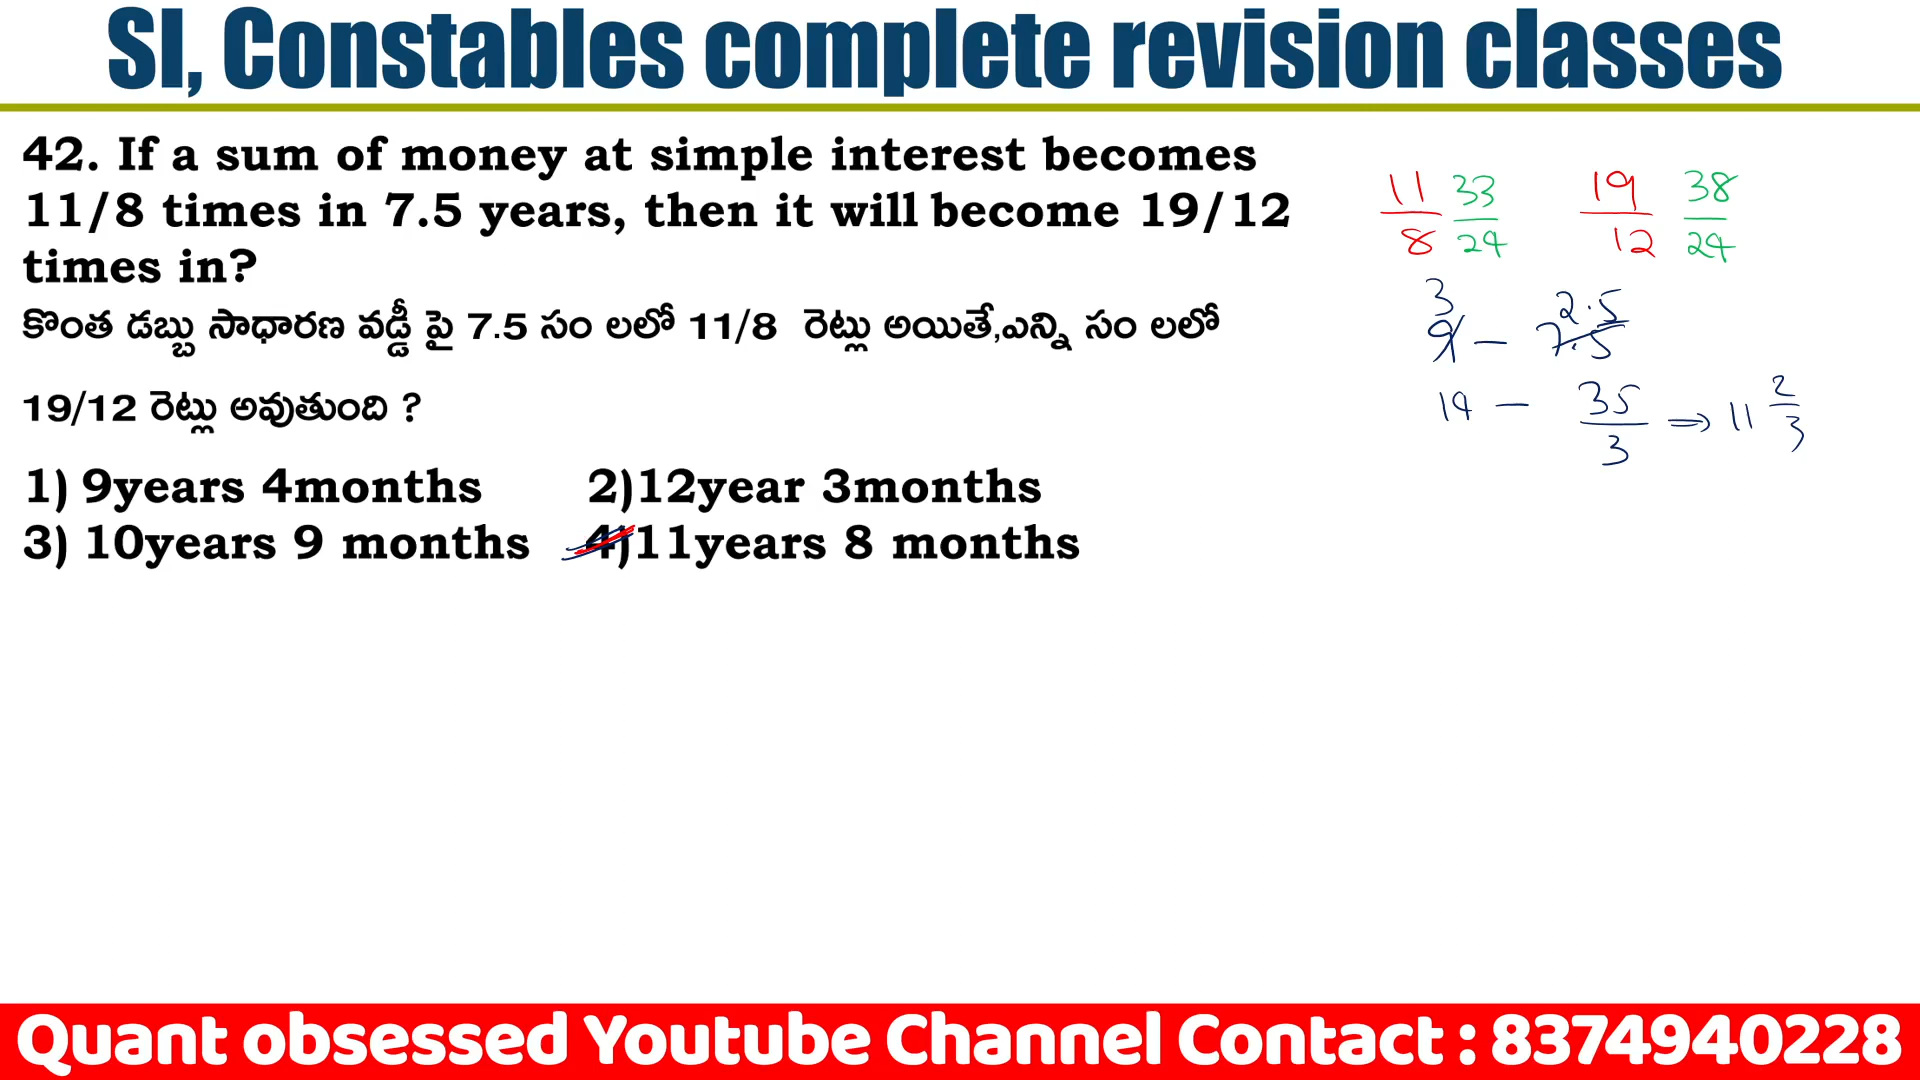 SI, Constables complete revision classes
42. If a sum of money at simple interest becomes
11/8 times in 7.5 years, then it will become 19/12
times in?
కొంత డబ్బు సాధారణ వడ్డీ పై 7.5 సం లలో 11/8 రెట్లు అయితే,ఎన్ని సం లలో
19/12 రెట్లు అవుతుంది ?
1) 9years 4months 2)12year 3months
3) 10years 9 months 4)11years 8 months
11/8 33/24 19/12 38/24
3 2.5
9 – 7.5
14 – 35/3 ⇒ 11 2/3
Quant obsessed Youtube Channel Contact : 8374940228